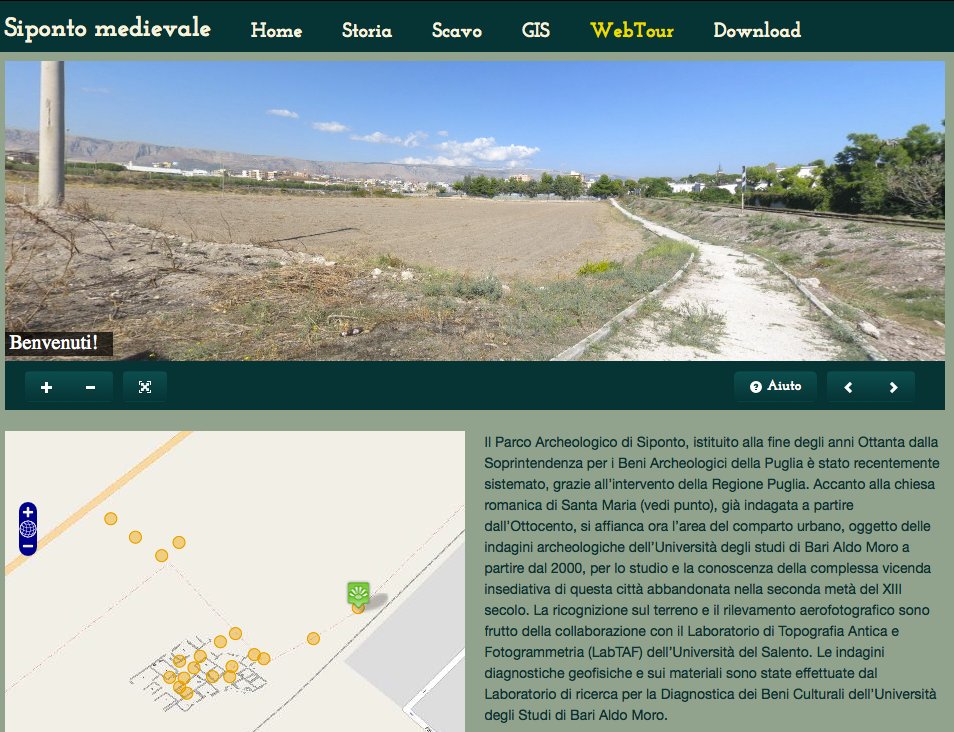 Siponto medievale Home Storia Scavo GIS WebTour Download
Benvenuti!
Aiuto
Il Parco Archeologico di Siponto, istituito alla fine degli anni Ottanta dalla
Soprintendenza per i Beni Archeologici della Puglia è stato recentemente
sistemato, grazie all'intervento della Regione Puglia. Accanto alla chiesa
romanica di Santa Maria (vedi punto), già indagata a partire
dall'Ottocento, si affianca ora l'area del comparto urbano, oggetto delle
indagini archeologiche dell'Università degli studi di Bari Aldo Moro a
partire dal 2000, per lo studio e la conoscenza della complessa vicenda
insediativa di questa città abbandonata nella seconda metà del XIII
secolo. La ricognizione sul terreno e il rilevamento aerofotografico sono
frutto della collaborazione con il Laboratorio di Topografia Antica e
Fotogrammetria (LabTAF) dell'Università del Salento. Le indagini
diagnostiche geofisiche e sui materiali sono state effettuate dal
Laboratorio di ricerca per la Diagnostica dei Beni Culturali dell'Università
degli Studi di Bari Aldo Moro.